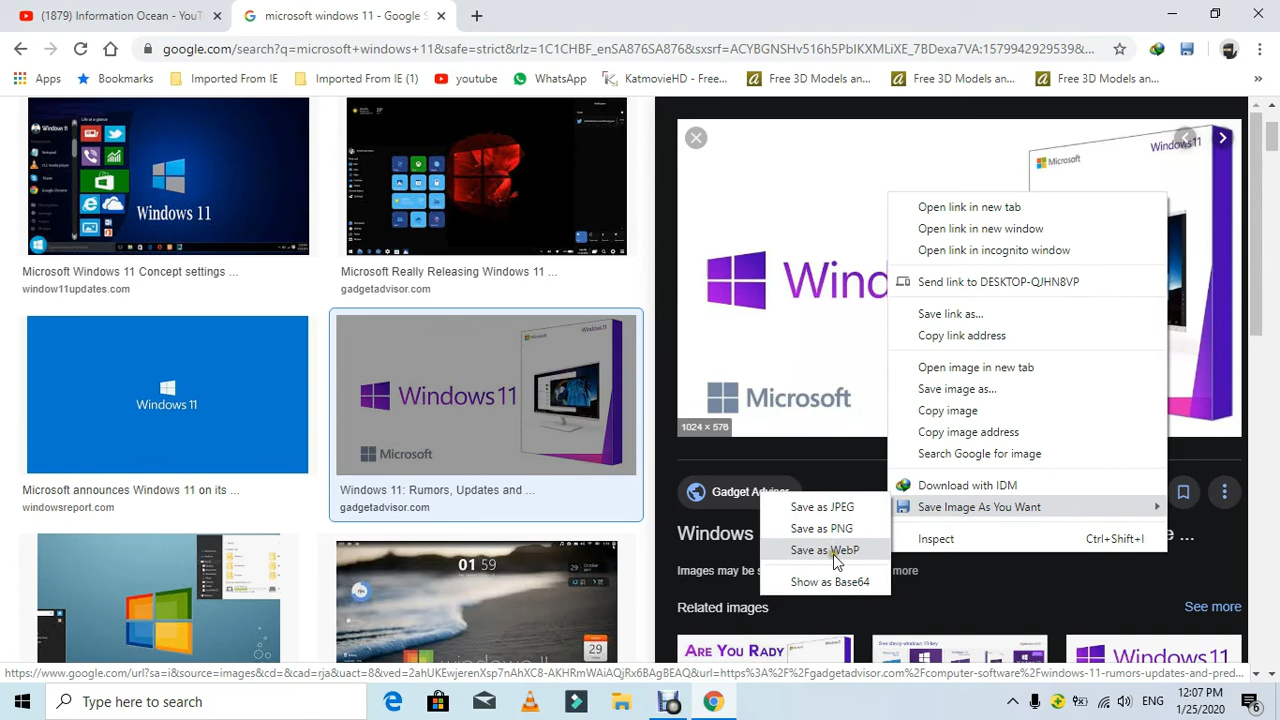 (1879) Information Ocean - YouT
microsoft windows 11 - Google S
google.com/search?q=microsoft+windows+11&safe=strict&rlz=1C1CHBF_enSA876SA876&sxsrf=ACYBGNSHv516h5PbIKXMLiXE_7BDexa7VA:1579942929539&...
Apps
Bookmarks
Imported From IE
Imported From IE (1)
youtube
WhatsApp
KatmovieHD - Free...
Free 3D Models an...
Free 3D Models an...
Free 3D Models an...
Windows 11
Life at a glance
Windows 11
Microsoft Windows 11 Concept settings ...
window11updates.com
Microsoft Really Releasing Windows 11 ...
gadgetadvisor.com
Windows 11
Microsoft announces Windows 11 on its ...
windowsreport.com
Microsoft
Windows11
Windows 11
Microsoft
Windows 11: Rumors, Updates and ...
gadgetadvisor.com
01 59
29
Microsoft
Windows11
Wind
Microsoft
1024 × 576
Open link in new tab
Open link in new window
Open link in incognito window
Send link to DESKTOP-QJHN8VP
Save link as...
Copy link address
Open image in new tab
Save image as...
Copy image
Copy image address
Search Google for image
Download with IDM
Save Image As You Want
Inspect
Ctrl+Shift+I
Save as JPEG
Save as PNG
Save as WebP
Show as Base64
Gadget Advisor
Windows
...
Images may be s
more
Related images
See more
ARE YOU RADY
Windows11
https://www.google.com/url?sa=i&source=images&cd=&cad=rja&uact=8&ved=2ahUKEwjerenXsp7nAhXC8-AKHRmWAiAQjRx6BAgBEAQ&url=https%3A%2F%2Fgadgetadvisor.com%2Fcomputer-software%2Fwindows-11-rumors-updates-and-pred...
Type here to search
ENG
12:07 PM
1/25/2020
6